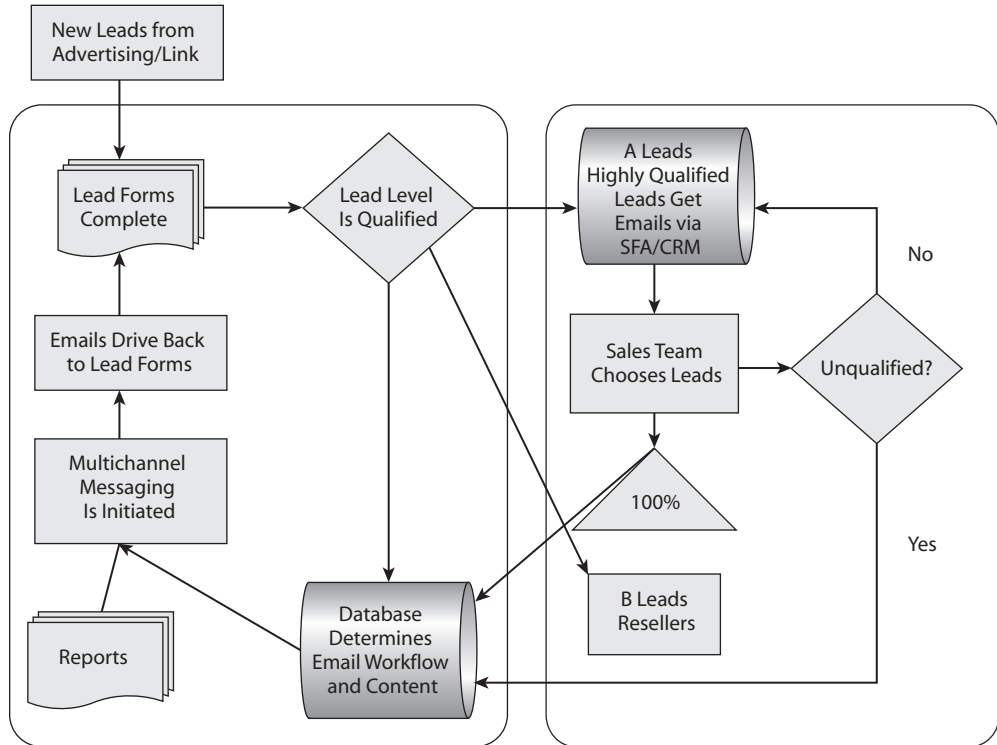 New Leads from
Advertising/Link
Lead Forms
Complete
Lead Level
Is Qualified
A Leads
Highly Qualified
Leads Get
Emails via
SFA/CRM
No
Emails Drive Back
to Lead Forms
Sales Team
Chooses Leads
Unqualified?
Multichannel
Messaging
Is Initiated
100%
Yes
Reports
Database
Determines
Email Workflow
and Content
B Leads
Resellers